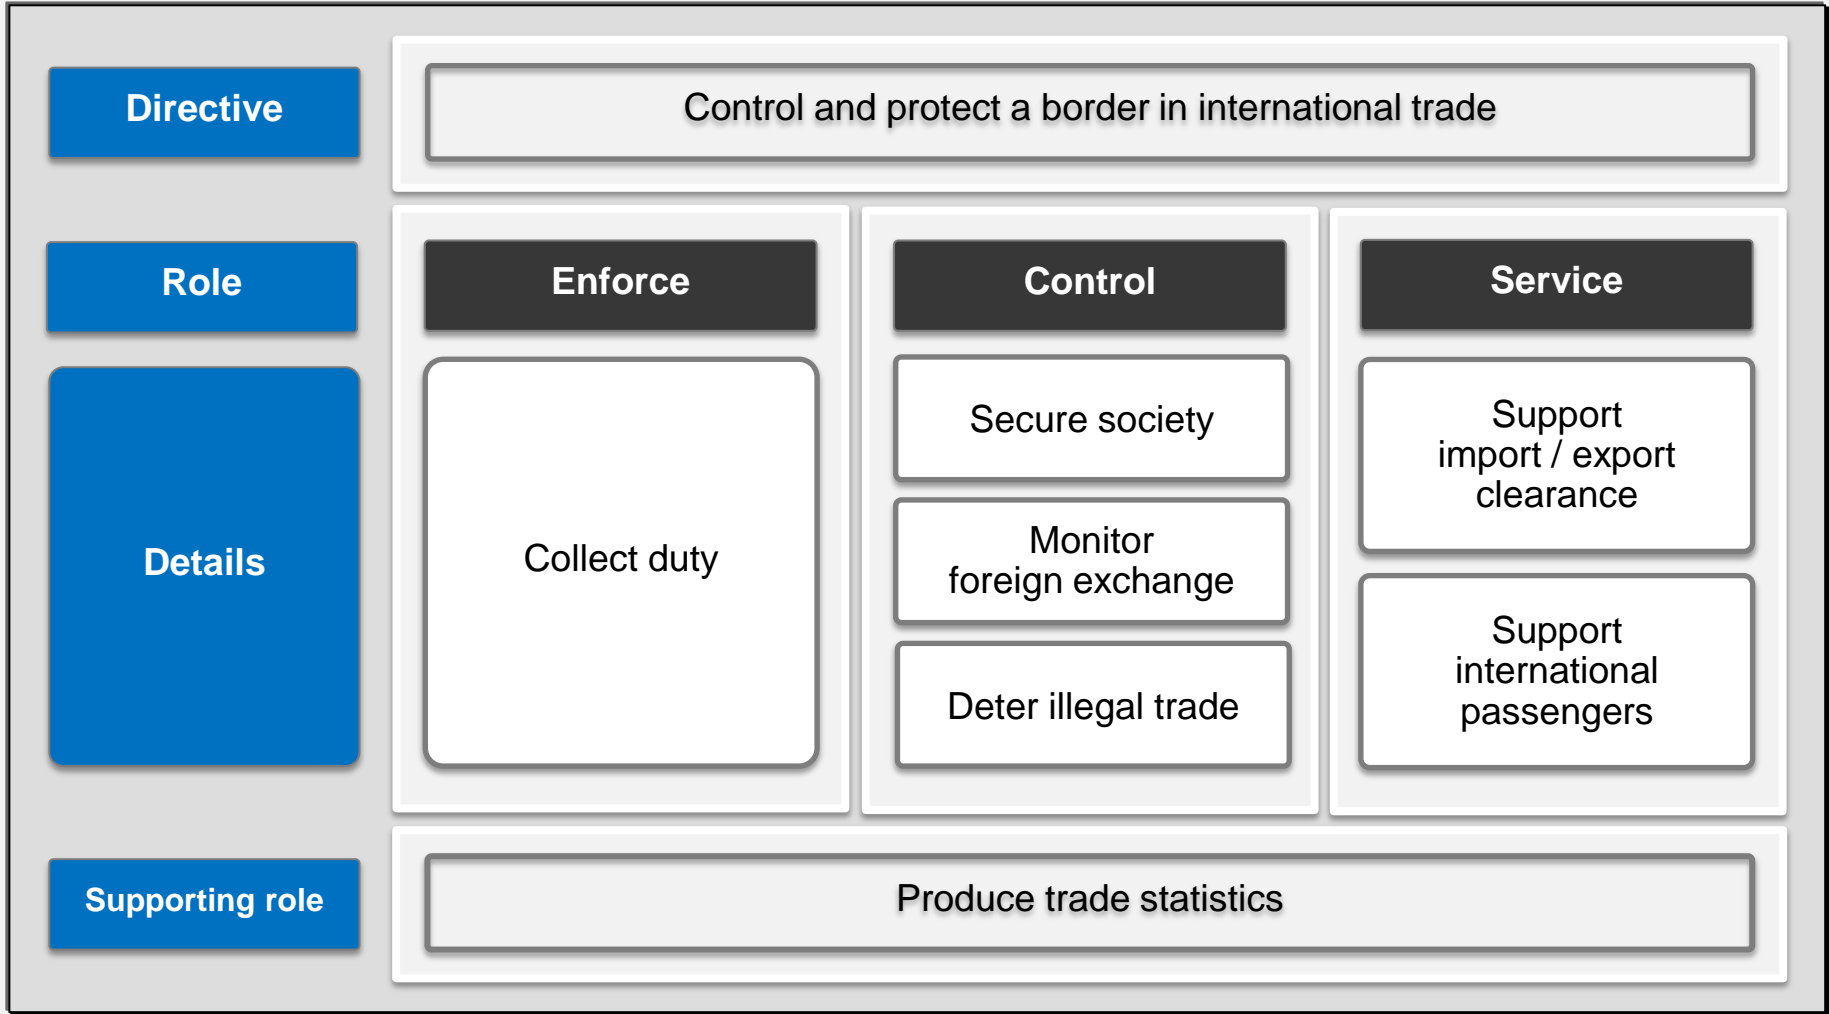 Directive
Control and protect a border in international trade
Role
Enforce
Control
Service
Details
Collect duty
Secure society
Monitor
foreign exchange
Deter illegal trade
Support
import / export
clearance
Support
international
passengers
Supporting role
Produce trade statistics